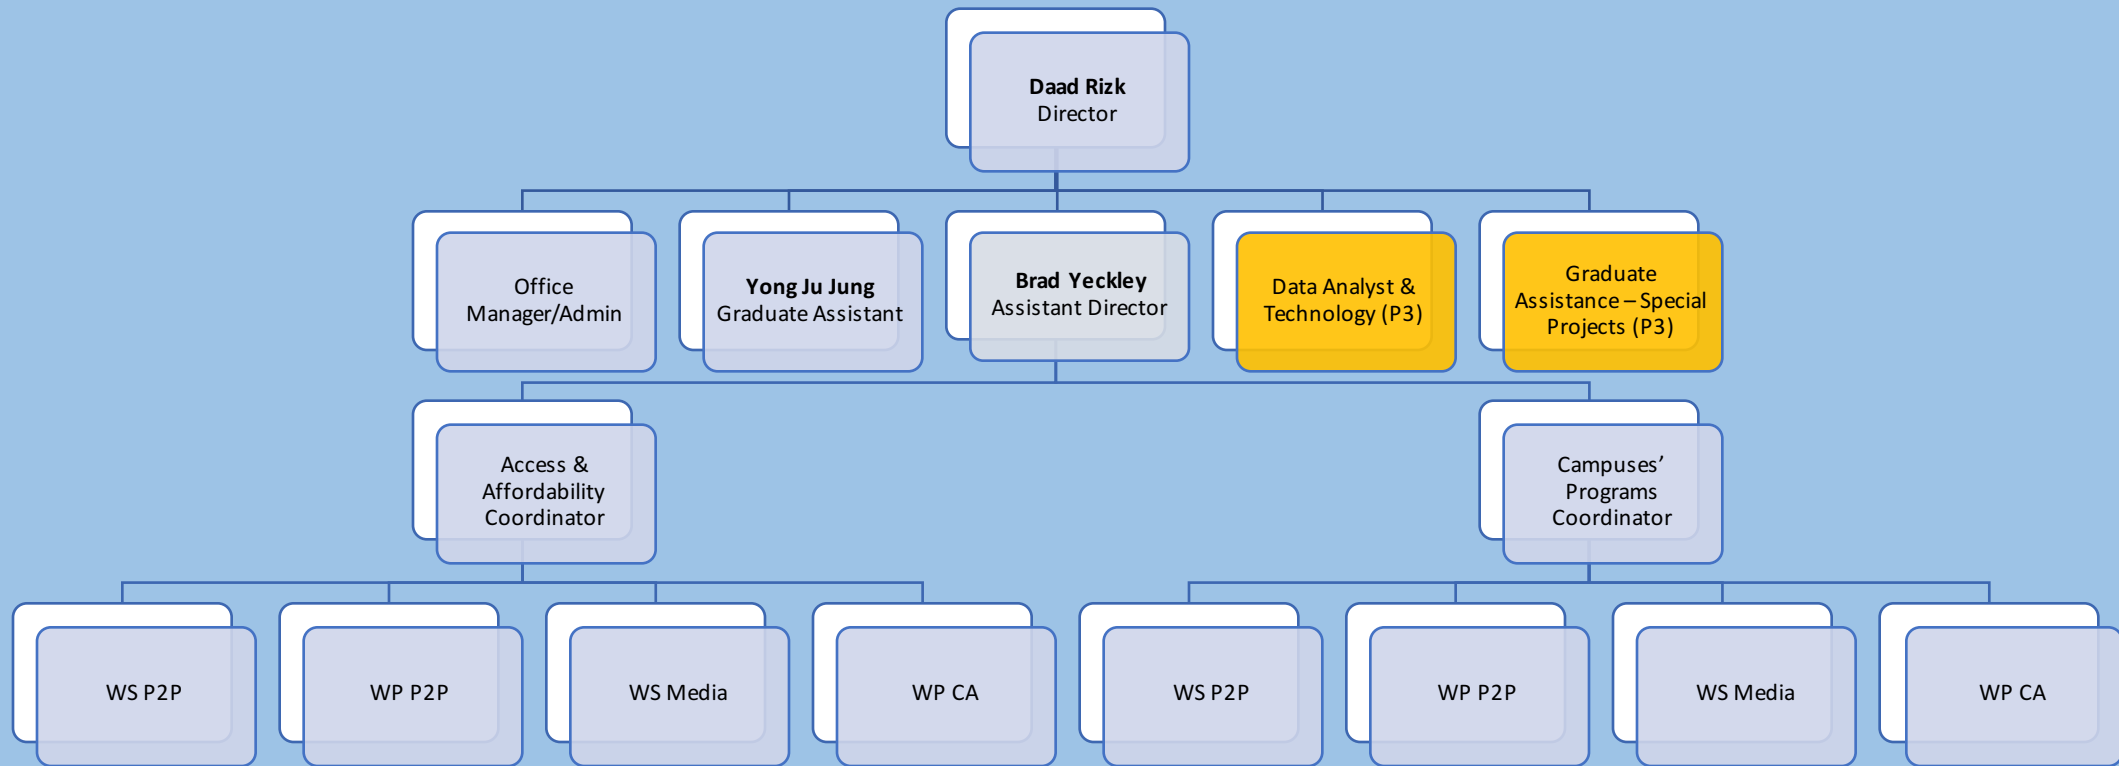 Daad Rizk
Director
Office
Manager/Admin
Yong Ju Jung
Graduate Assistant
Brad Yeckley
Assistant Director
Data Analyst &
Technology (P3)
Graduate
Assistance – Special
Projects (P3)
Access &
Affordability
Coordinator
Campuses’
Programs
Coordinator
WS P2P
WP P2P
WS Media
WP CA
WS P2P
WP P2P
WS Media
WP CA